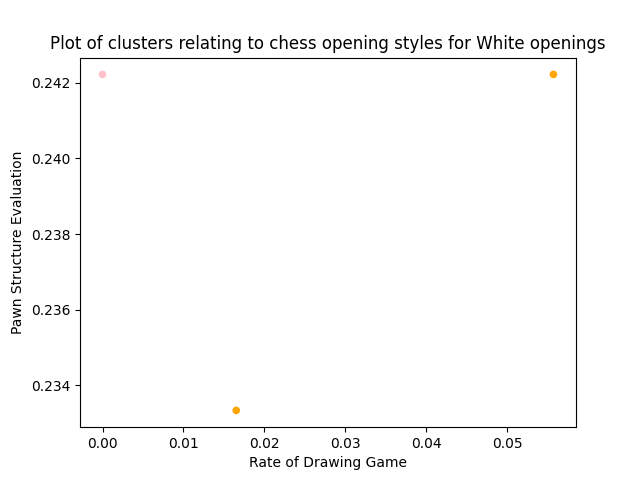 Plot of clusters relating to chess opening styles for White openings
0.242
0.240
0.238
0.236
0.234
Pawn Structure Evaluation
0.00 0.01 0.02 0.03 0.04 0.05
Rate of Drawing Game